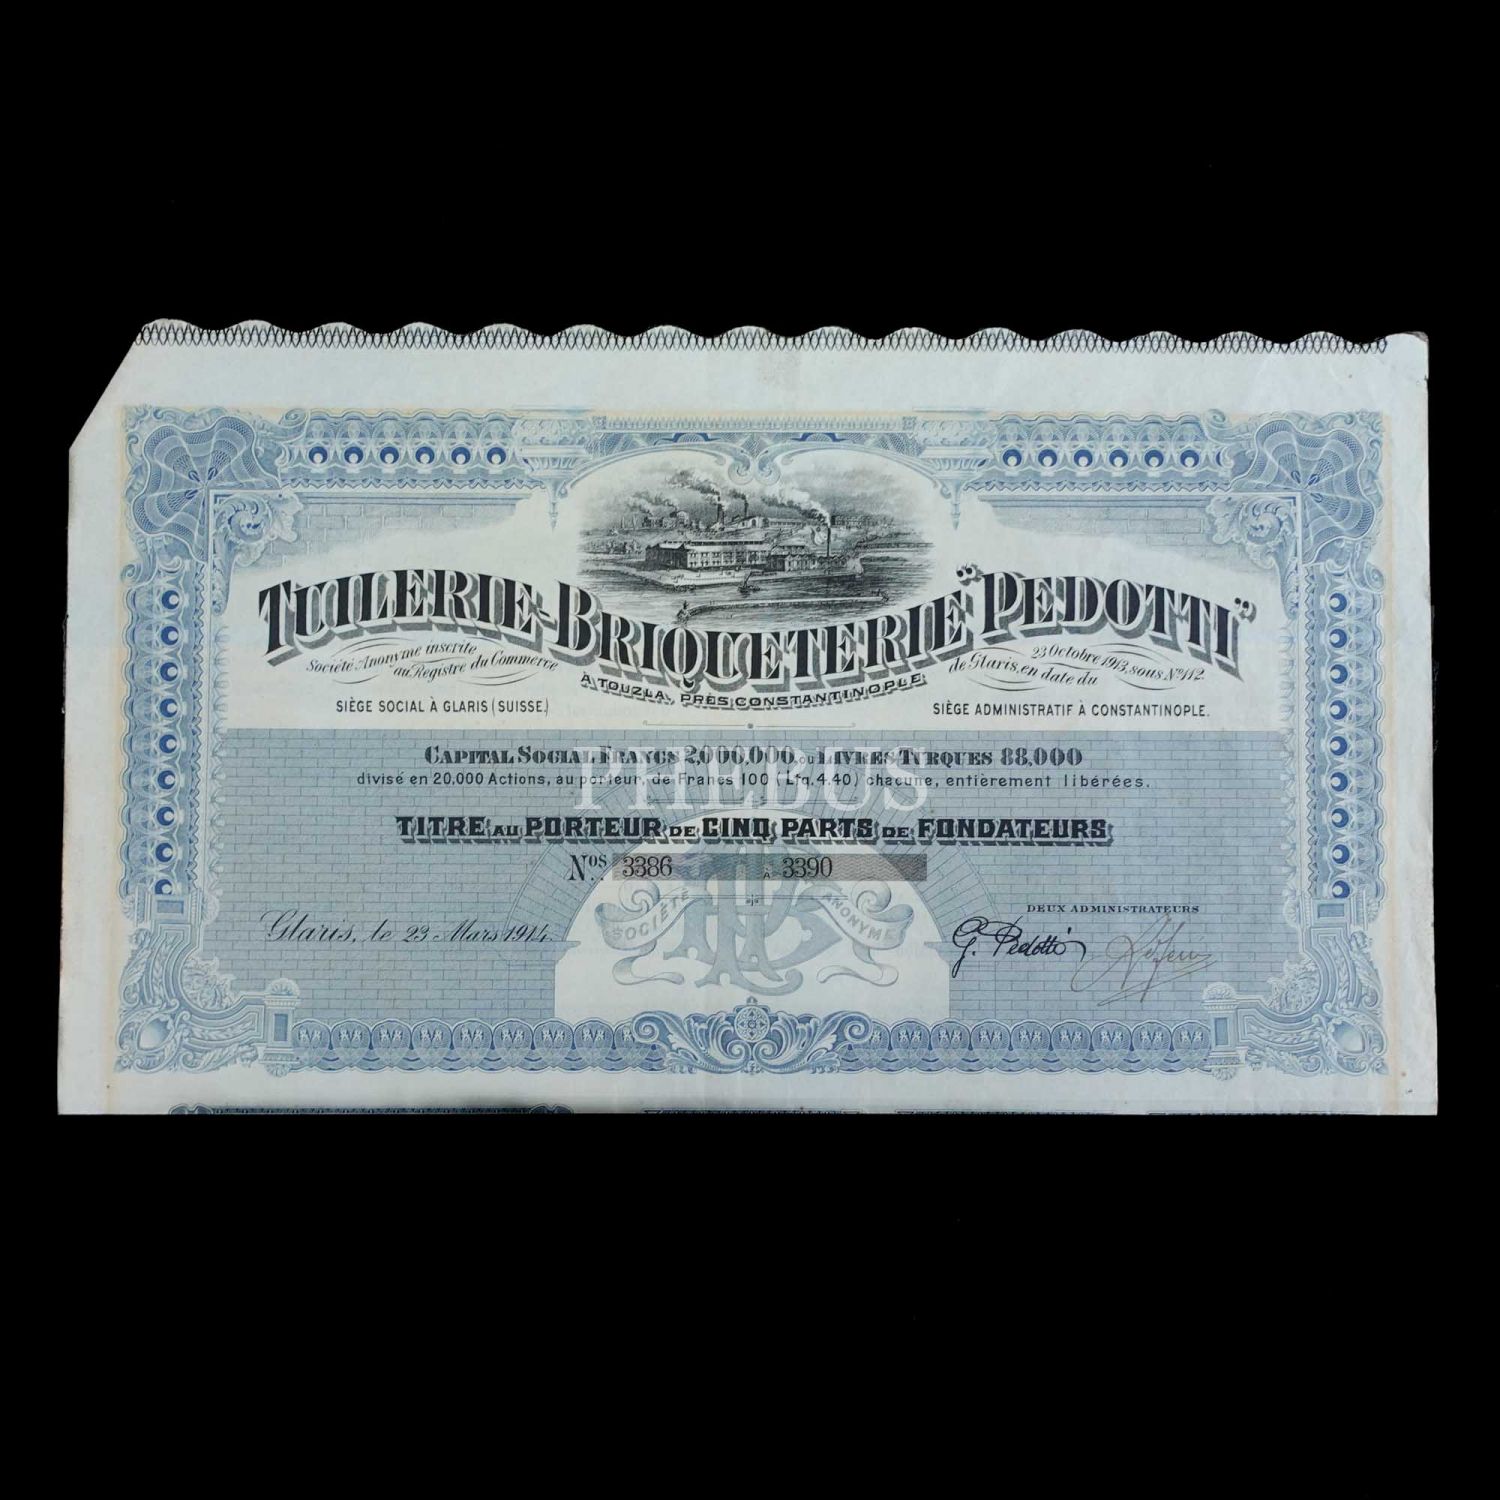 TUILERIE-BRIQUETERIE "PEDOTTI"
Société Anonyme inscrite
au Registre du Commerce
de Glaris, en date du
23 Octobre 1913, sous No 112.
À TOUZLA, PRÈS CONSTANTINOPLE
SIÈGE SOCIAL À GLARIS (SUISSE.)
SIÈGE ADMINISTRATIF À CONSTANTINOPLE.
CAPITAL SOCIAL FRANCS 2,000,000 OU LIVRES TURQUES 88,000
divisé en 20.000 Actions, au porteur, de Francs 100 (Ltq. 4.40) chacune, entièrement libérées.
PHEBUS
TITRE AU PORTEUR DE CINQ PARTS DE FONDATEURS
Nos. 3386 À 3390
SOCIÉTÉ ANONYME
TBP
Glaris, le 23 Mars 1914.
DEUX ADMINISTRATEURS
G. Pedotti